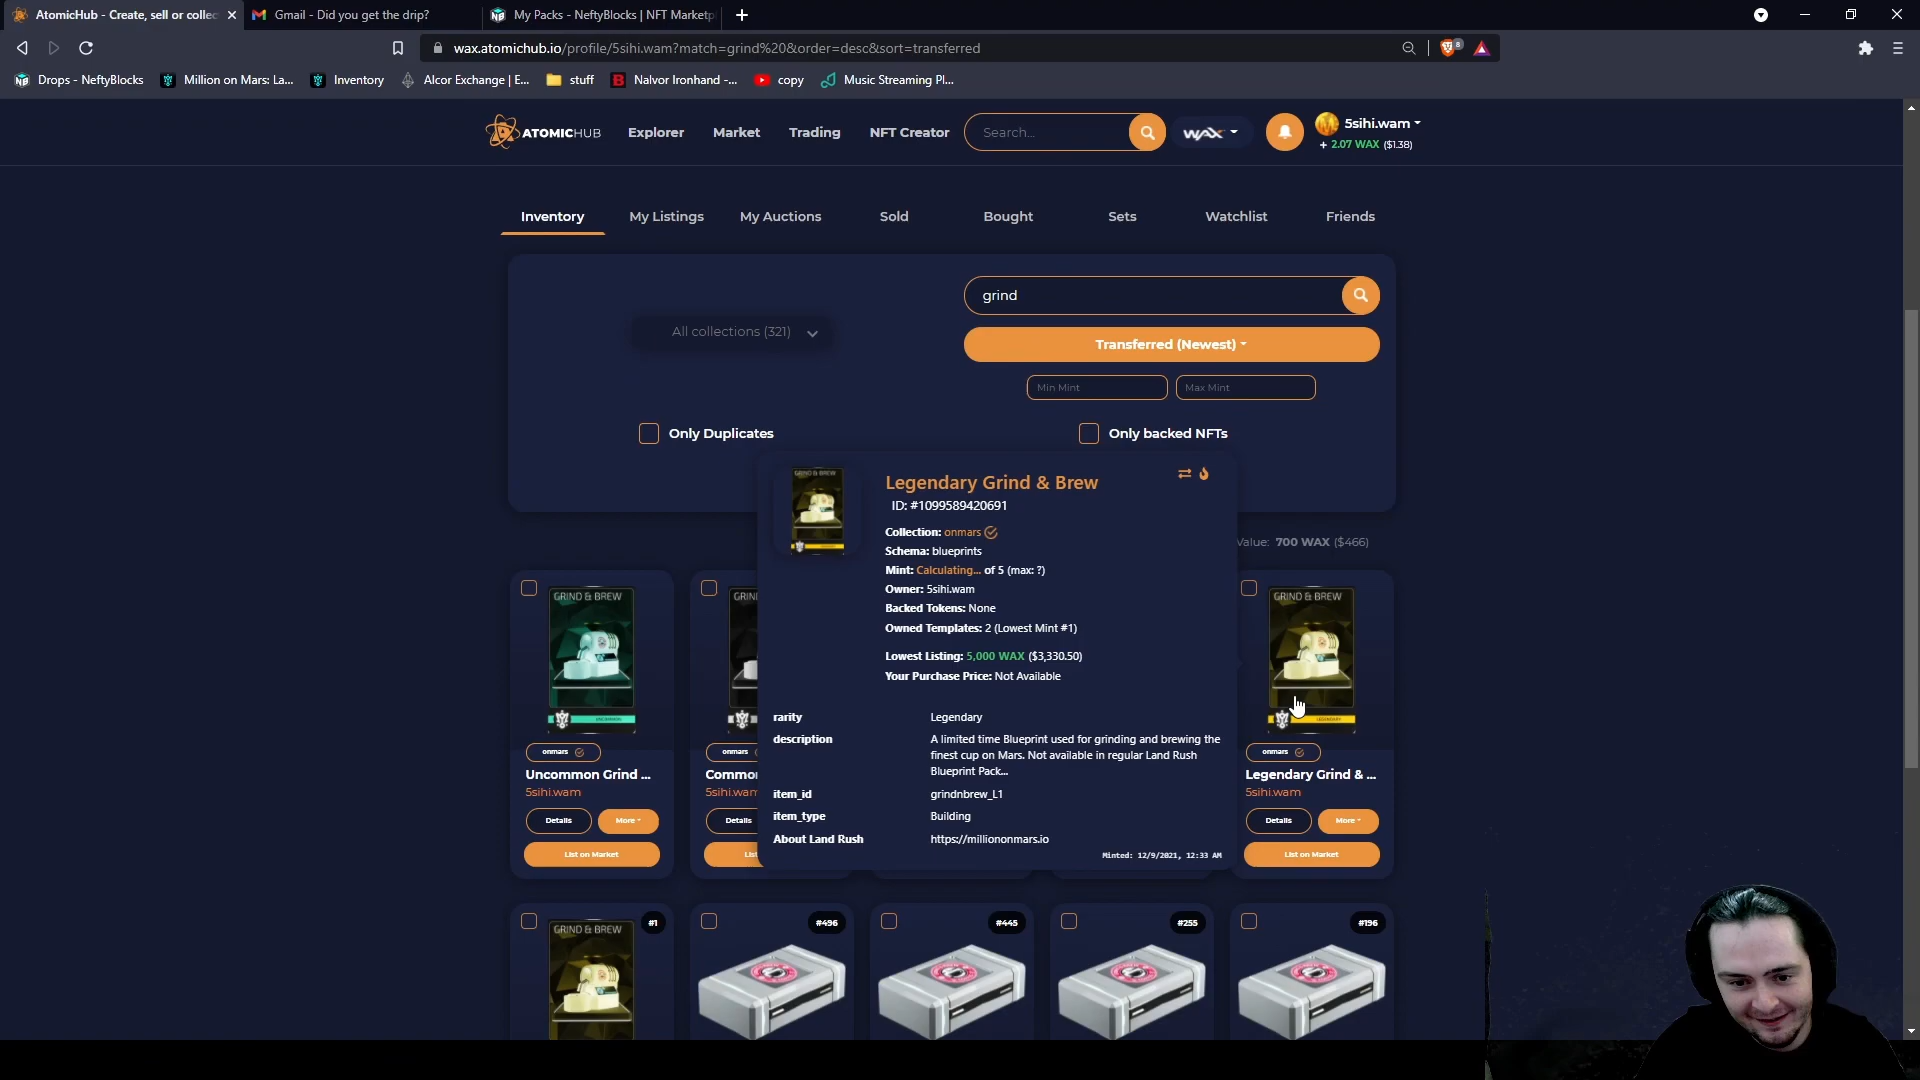 AtomicHub - Create, sell or collec
Gmail - Did you get the drip?
My Packs - NeftyBlocks | NFT Marketp
wax.atomichub.io/profile/5sihi.wam?match=grind%20&order=desc&sort=transferred
8
Drops - NeftyBlocks
Million on Mars: La...
Inventory
Alcor Exchange | E...
stuff
Nalvor Ironhand -...
copy
Music Streaming Pl...
ATOMICHUB
Explorer
Market
Trading
NFT Creator
Search...
WAX
5sihi.wam
+ 2.07 WAX ($1.38)
Inventory
My Listings
My Auctions
Sold
Bought
Sets
Watchlist
Friends
grind
All collections (321)
Transferred (Newest)
Min Mint
Max Mint
Only Duplicates
Only backed NFTs
Value: 700 WAX ($466)
GRIND & BREW
Legendary Grind & Brew
ID: #1099589420691
Collection: onmars
Schema: blueprints
Mint: Calculating... of 5 (max: ?)
Owner: 5sihi.wam
Backed Tokens: None
Owned Templates: 2 (Lowest Mint #1)
Lowest Listing: 5,000 WAX ($3,330.50)
Your Purchase Price: Not Available
rarity
Legendary
description
A limited time Blueprint used for grinding and brewing the
finest cup on Mars. Not available in regular Land Rush
Blueprint Pack...
item_id
grindnbrew_L1
item_type
Building
About Land Rush
https://milliononmars.io
Minted: 12/9/2021, 12:33 AM
GRIND & BREW
UNCOMMON
onmars
Uncommon Grind ...
5sihi.wam
Details
More
List on Market
GRIN
onmars
Commo
5sihi.wam
Details
List
GRIND & BREW
LEGENDARY
onmars
Legendary Grind & ...
5sihi.wam
Details
More
List on Market
GRIND & BREW
#1
#496
#445
#255
#196